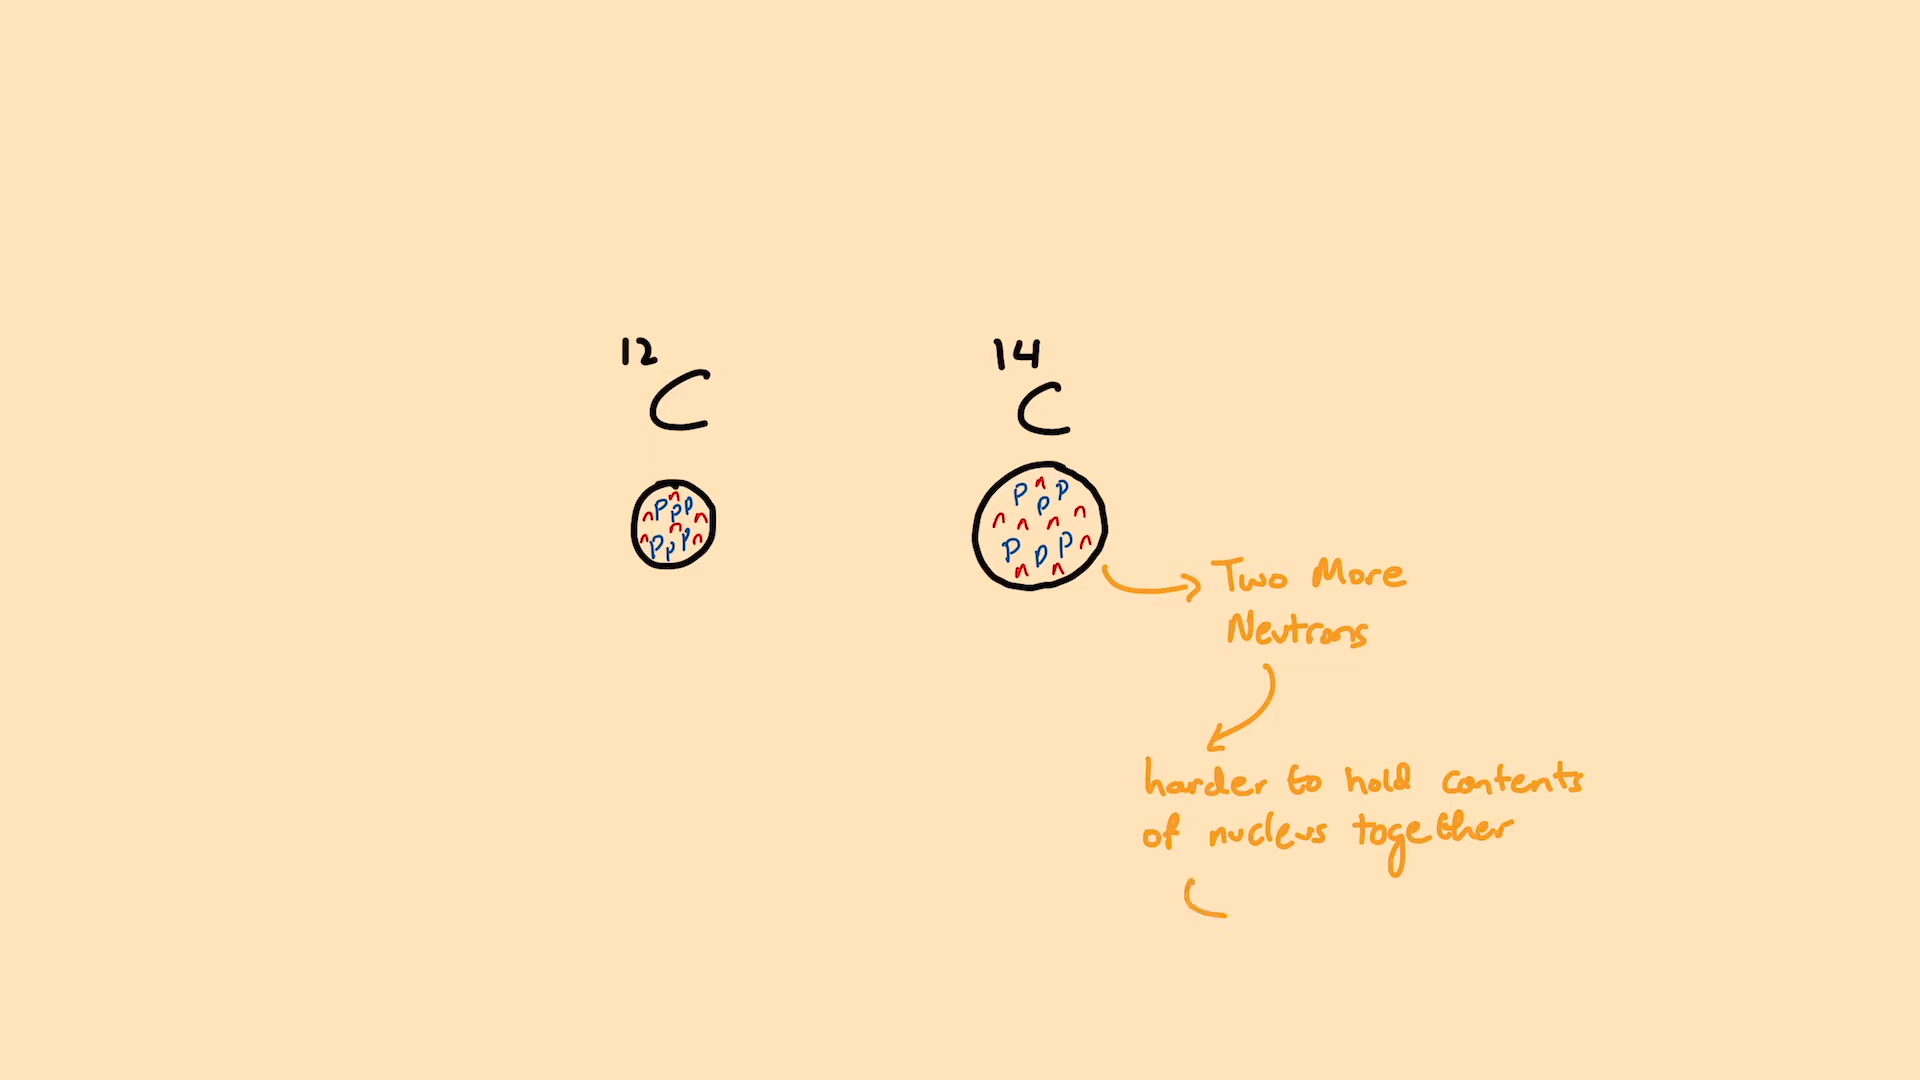 12 14
C C
n
P P P
n n
n
n P P P n
n
P P P
n n n n
P P P n
n n
Two More
Neutrons
harder to hold contents
of nucleus together